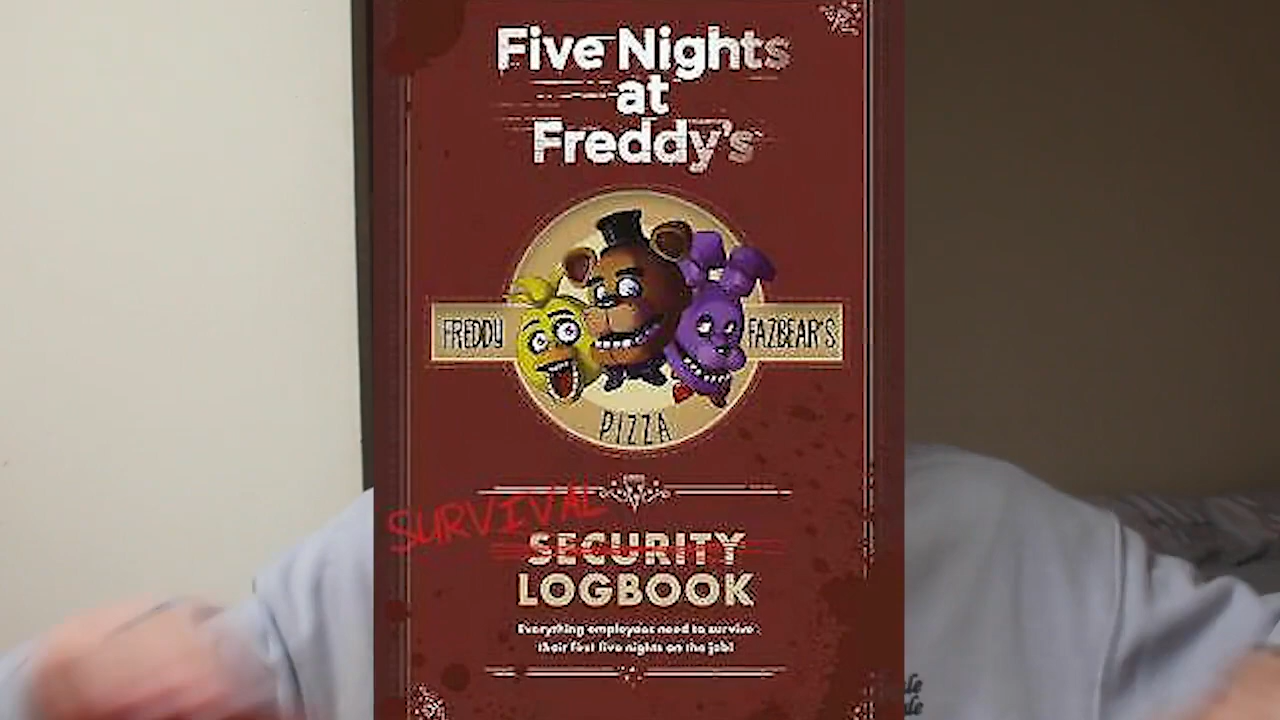 Five Nights
at
Freddy's
FREDDY
FAZBEAR'S
PIZZA
SURVIVAL
SECURITY
LOGBOOK
Everything employees need to survive
their first five nights on the job!